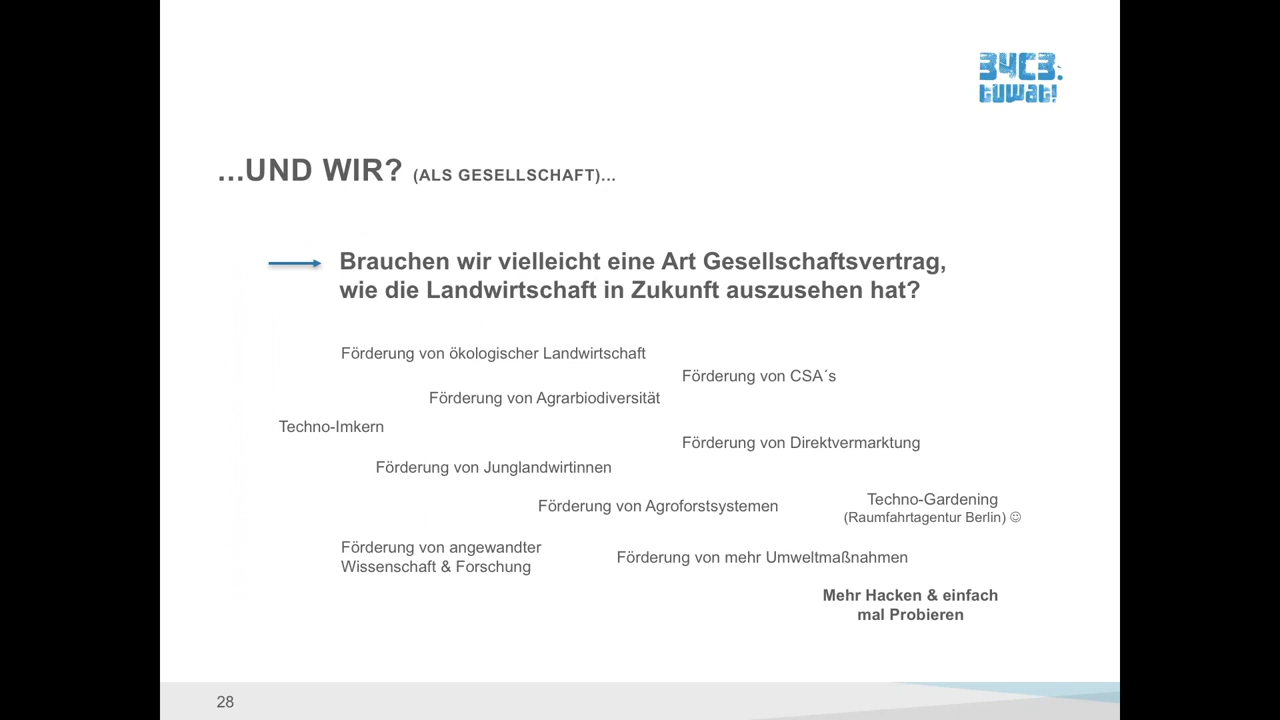 34C3.
tuwat!
...UND WIR? (ALS GESELLSCHAFT)...
Brauchen wir vielleicht eine Art Gesellschaftsvertrag,
wie die Landwirtschaft in Zukunft auszusehen hat?
Förderung von ökologischer Landwirtschaft
Förderung von CSA´s
Förderung von Agrarbiodiversität
Techno-Imkern
Förderung von Direktvermarktung
Förderung von Junglandwirtinnen
Förderung von Agroforstsystemen
Techno-Gardening
(Raumfahrtagentur Berlin) ☺
Förderung von angewandter
Wissenschaft & Forschung
Förderung von mehr Umweltmaßnahmen
Mehr Hacken & einfach
mal Probieren
28